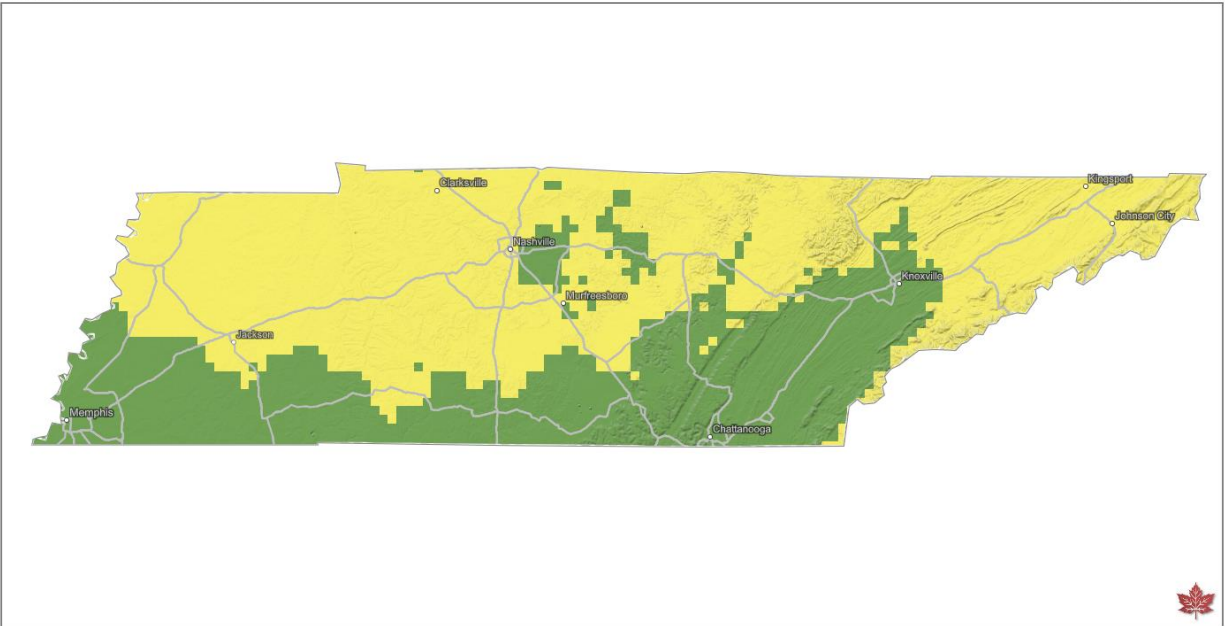 Clarksville
Kingsport
Johnson City
Nashville
Knoxville
Murfreesboro
Jackson
Memphis
Chattanooga